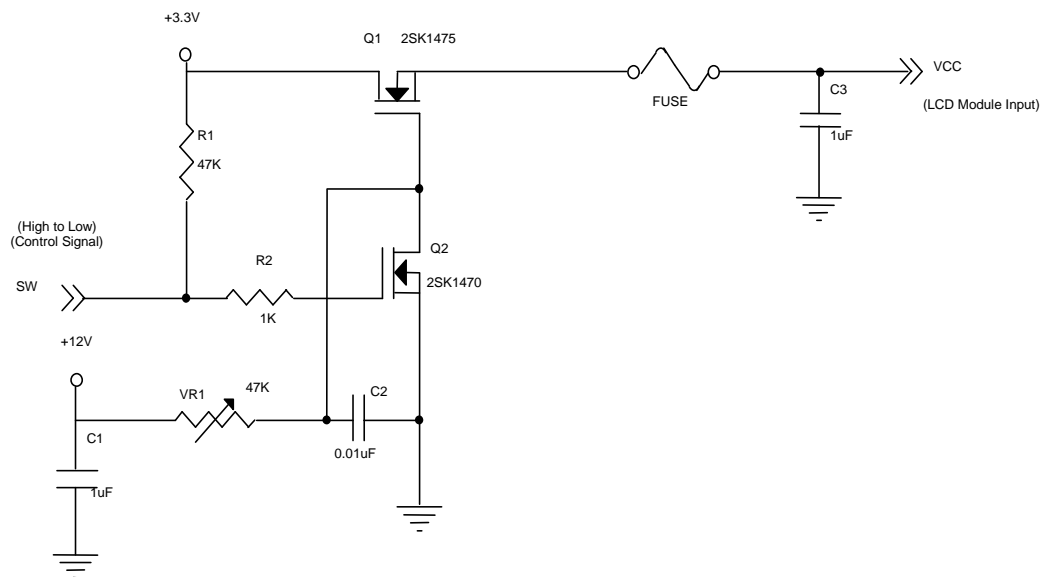 +3.3V
Q1 2SK1475
VCC
FUSE
C3
(LCD Module Input)
1uF
R1
47K
(High to Low)
(Control Signal)
Q2
R2
SW
2SK1470
1K
+12V
47K
VR1
C2
C1
0.01uF
1uF